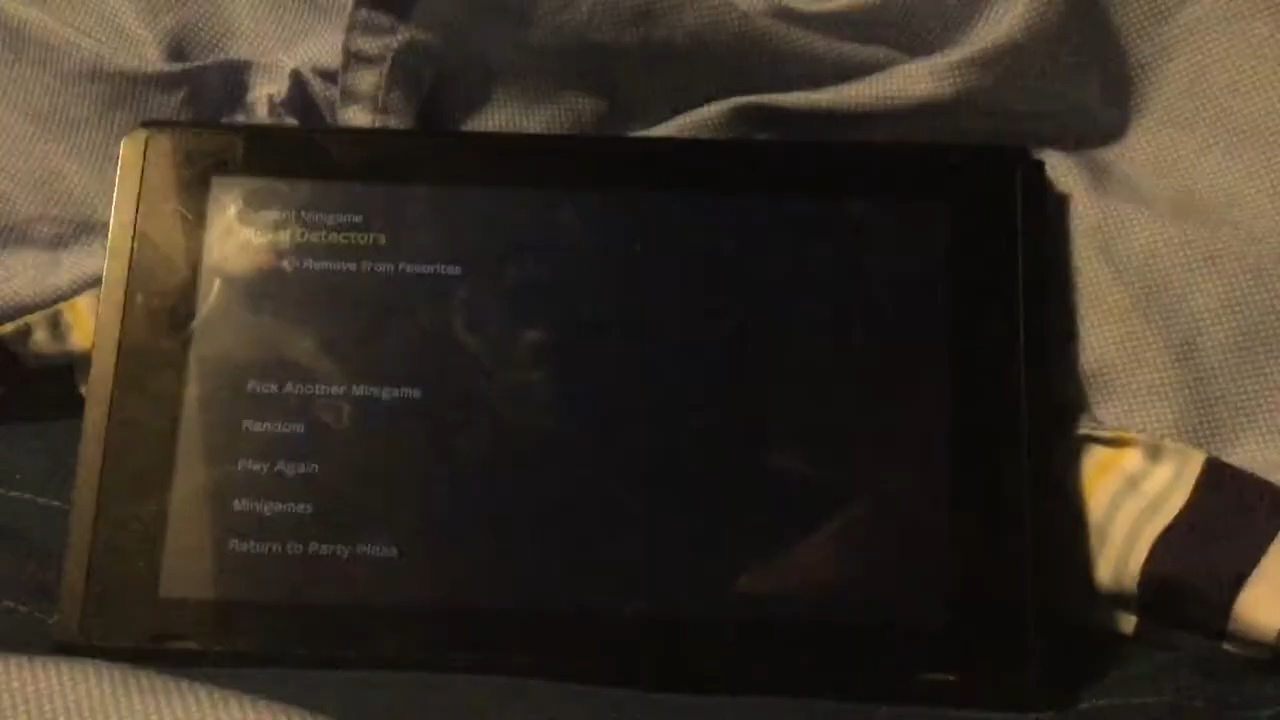 Minigame
Detectors
Remove from Favorites
Pick Another Minigame
Random
Play Again
Minigames
Return to Party Plaza